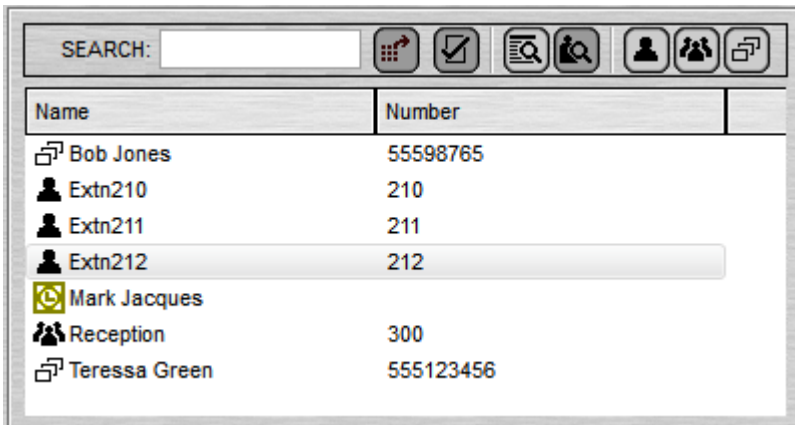 SEARCH:
Name Number
Bob Jones 55598765
Extn210 210
Extn211 211
Extn212 212
Mark Jacques
Reception 300
Teressa Green 555123456